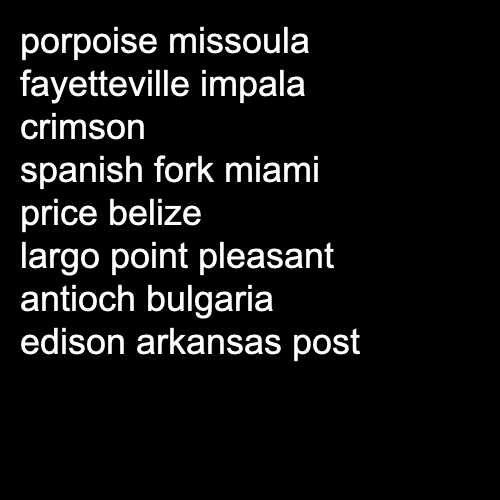 porpoise missoula
fayetteville impala
crimson
spanish fork miami
price belize
largo point pleasant
antioch bulgaria
edison arkansas post